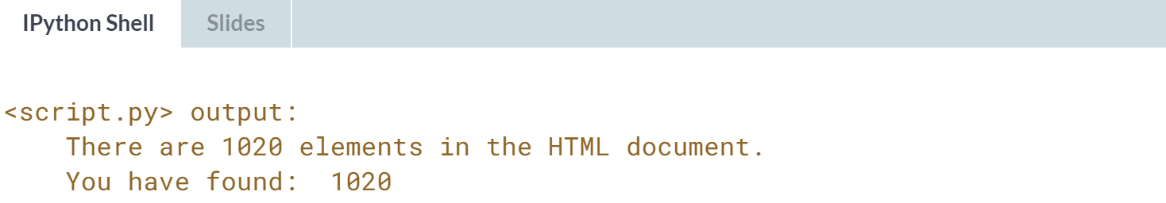 IPython Shell Slides
<script.py> output:
There are 1020 elements in the HTML document.
You have found:  1020